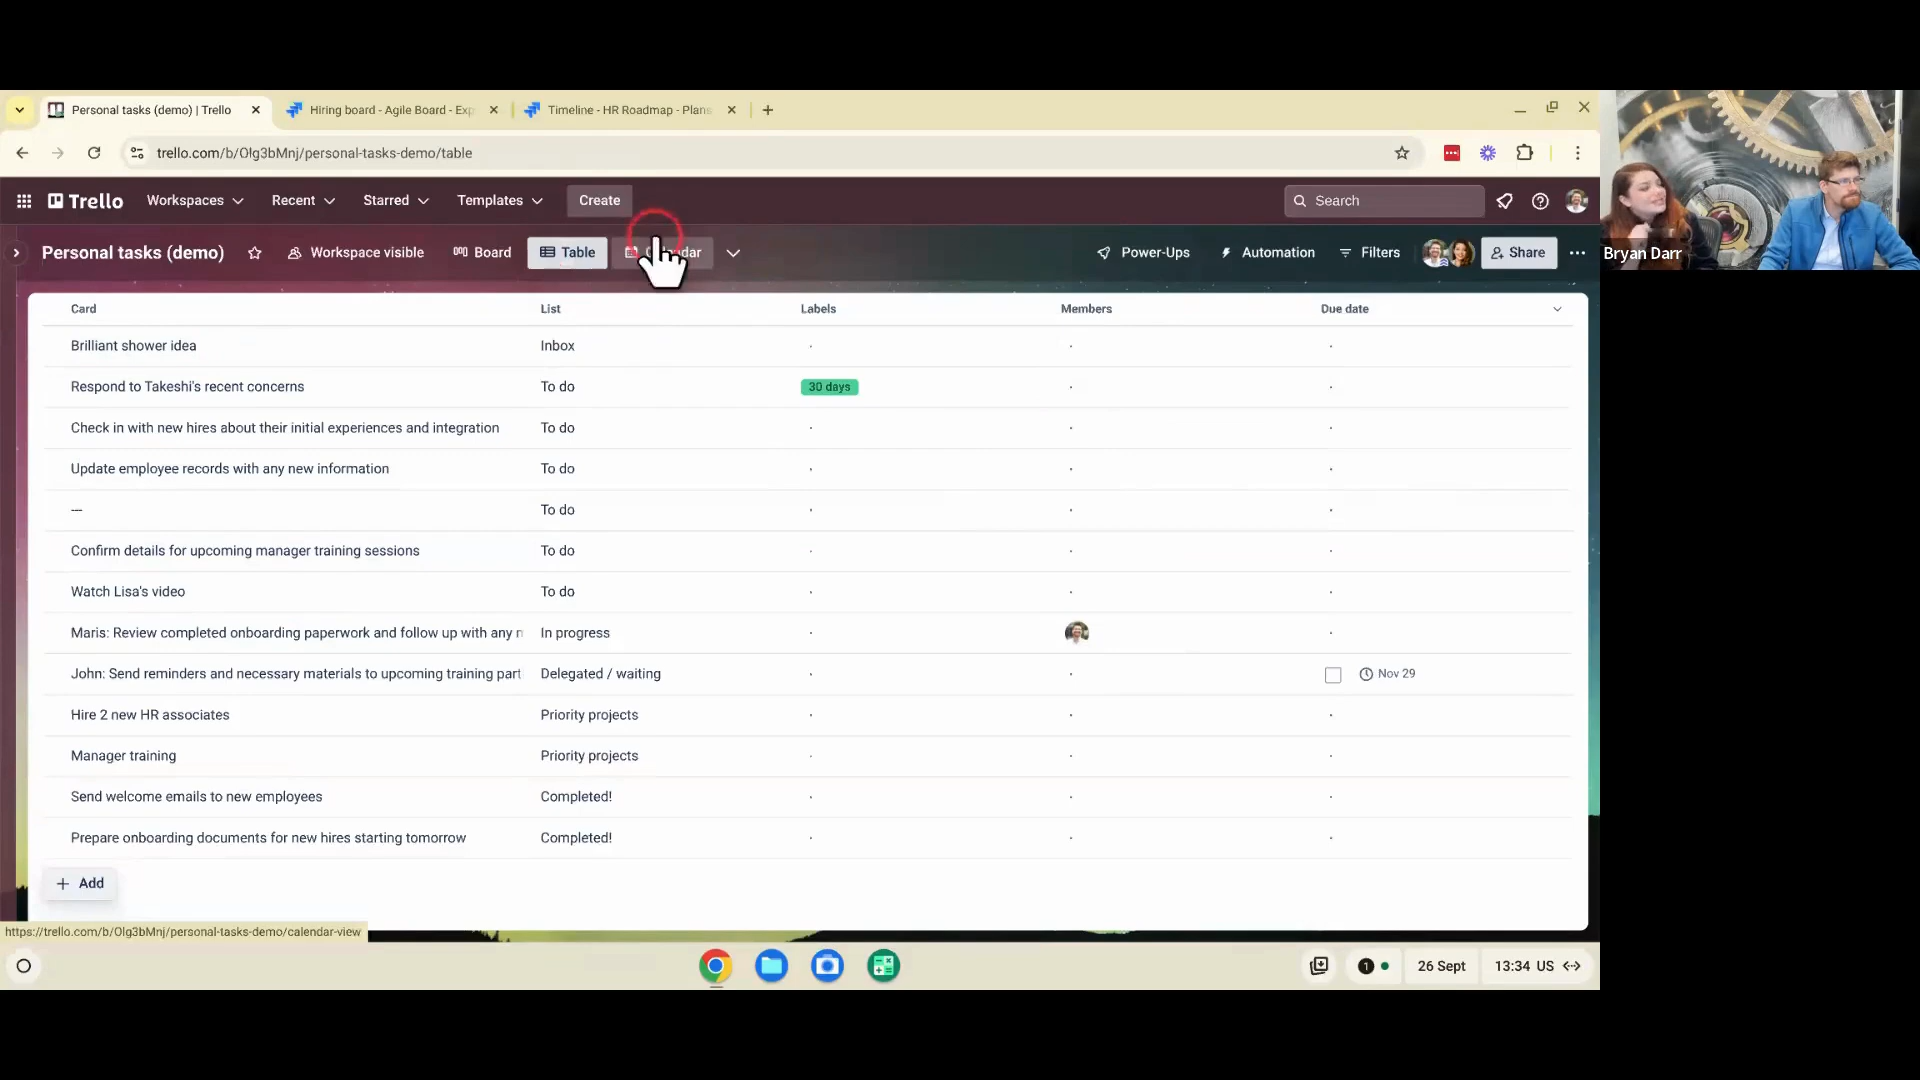 Personal tasks (demo) | Trello
Hiring board - Agile Board - Exp
Timeline - HR Roadmap - Plans
trello.com/b/Olg3bMnj/personal-tasks-demo/table
Trello Workspaces Recent Starred Templates Create Search
Personal tasks (demo) Workspace visible Board Table Power-Ups Automation Filters Share
Bryan Darr
Card List Labels Members Due date
Brilliant shower idea Inbox
Respond to Takeshi's recent concerns To do 30 days
Check in with new hires about their initial experiences and integration To do
Update employee records with any new information To do
--- To do
Confirm details for upcoming manager training sessions To do
Watch Lisa's video To do
Maris: Review completed onboarding paperwork and follow up with any In progress
John: Send reminders and necessary materials to upcoming training part Delegated / waiting Nov 29
Hire 2 new HR associates Priority projects
Manager training Priority projects
Send welcome emails to new employees Completed!
Prepare onboarding documents for new hires starting tomorrow Completed!
+ Add
https://trello.com/b/Olg3bMnj/personal-tasks-demo/calendar-view
1 26 Sept 13:34 US